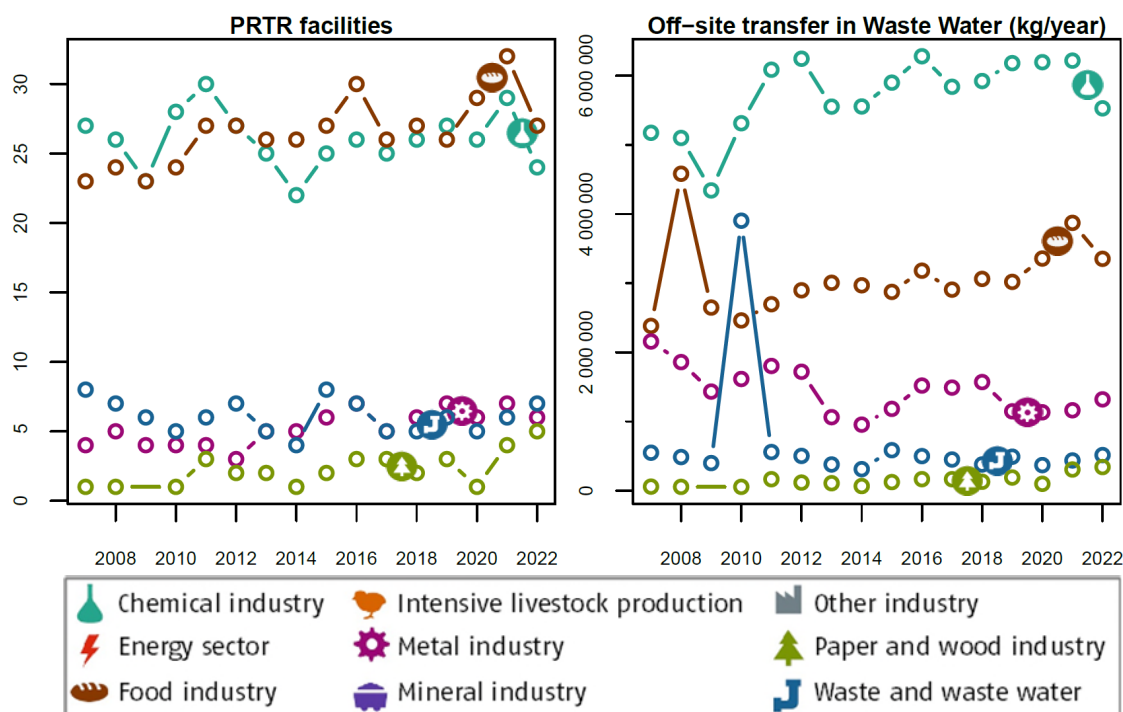 PRTR facilities
Off−site transfer in Waste Water (kg/year)
30
25
20
15
10
5
0
6 000 000
4 000 000
2 000 000
0
2008 2010 2012 2014 2016 2018 2020 2022
2008 2010 2012 2014 2016 2018 2020 2022
Chemical industry Intensive livestock production Other industry
Energy sector Metal industry Paper and wood industry
Food industry Mineral industry Waste and waste water